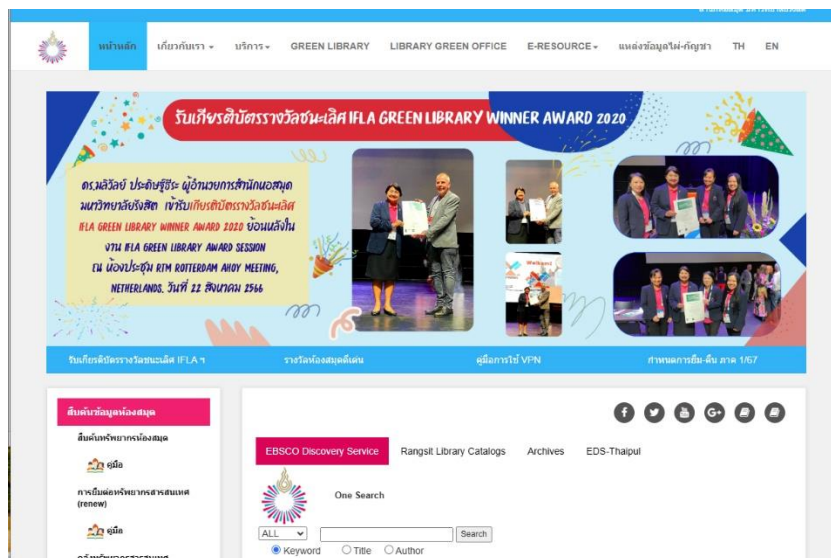 หน้าหลัก เกี่ยวกับเรา บริการ GREEN LIBRARY LIBRARY GREEN OFFICE E-RESOURCE แหล่งข้อมูลไผ่-กัญชา TH EN
รับเกียรติบัตรรางวัลชนะเลิศ IFLA GREEN LIBRARY WINNER AWARD 2020
ดร.มลิวัลย์ ประดิษฐ์ธีระ ผู้อำนวยการสำนักหอสมุด
มหาวิทยาลัยรังสิต เข้ารับเกียรติบัตรรางวัลชนะเลิศ
IFLA GREEN LIBRARY WINNER AWARD 2020 ย้อนหลังใน
งาน IFLA GREEN LIBRARY AWARD SESSION
ณ ห้องประชุม RTM ROTTERDAM AHOY MEETING,
NETHERLANDS. วันที่ 22 สิงหาคม 2566
รับเกียรติบัตรรางวัลชนะเลิศ IFLA ฯ รางวัลห้องสมุดดีเด่น คู่มือการใช้ VPN กำหนดการยืม-คืน ภาค 1/67
สืบค้นข้อมูลห้องสมุด
สืบค้นทรัพยากรห้องสมุด
คู่มือ
การยืมต่อทรัพยากรสารสนเทศ
(renew)
คู่มือ
EBSCO Discovery Service Rangsit Library Catalogs Archives EDS-Thaipul
One Search
ALL Search
Keyword Title Author